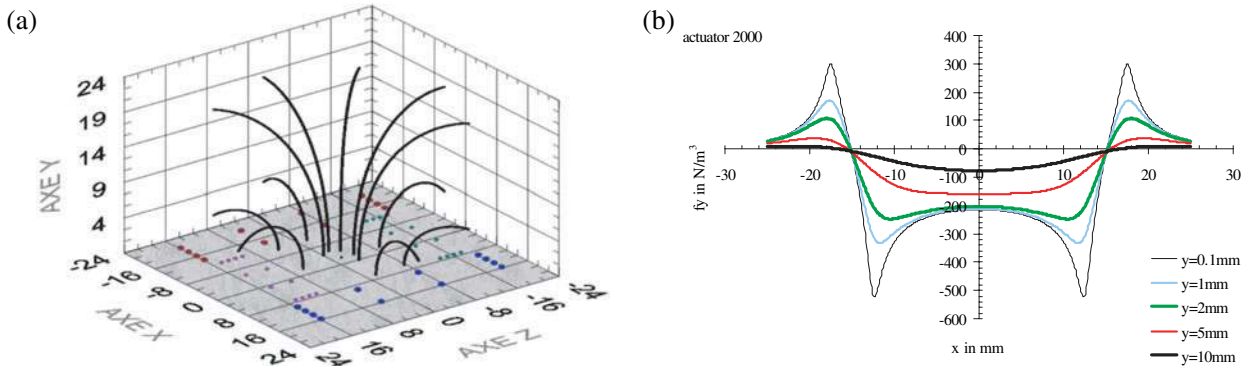 (a)
24
19
14
9
4
AXE Y
-24
-16
-8
0
8
16
24
AXE X
24
16
8
0
-8
-16
-24
AXE Z
(b)
actuator 2000
400
300
200
100
0
-100
-200
-300
-400
-500
-600
-30
-20
-10
0
10
20
30
fy in N/m³
x in mm
y=0.1mm
y=1mm
y=2mm
y=5mm
y=10mm